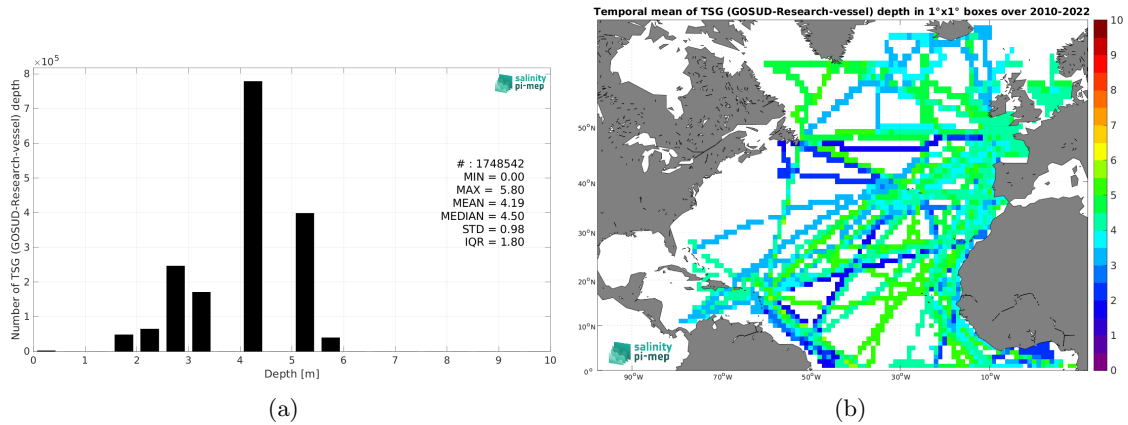 ×10⁵
8
7
6
5
4
3
2
1
0
Number of TSG (GOSUD-Research-vessel) depth
salinity
pi-mep
# : 1748542
MIN = 0.00
MAX = 5.80
MEAN = 4.19
MEDIAN = 4.50
STD = 0.98
IQR = 1.80
0 1 2 3 4 5 6 7 8 9 10
Depth [m]
(a)
Temporal mean of TSG (GOSUD-Research-vessel) depth in 1°x1° boxes over 2010-2022
50°N
40°N
30°N
20°N
10°N
0°
90°W 70°W 50°W 30°W 10°W
salinity
pi-mep
10
9
8
7
6
5
4
3
2
1
0
(b)